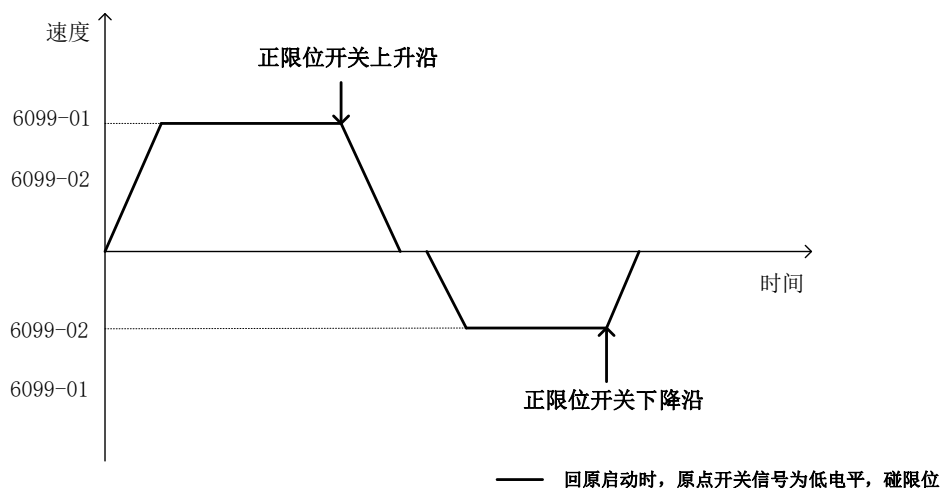 速度
正限位开关上升沿
6099-01
6099-02
时间
6099-02
6099-01
正限位开关下降沿
回原启动时，原点开关信号为低电平，碰限位